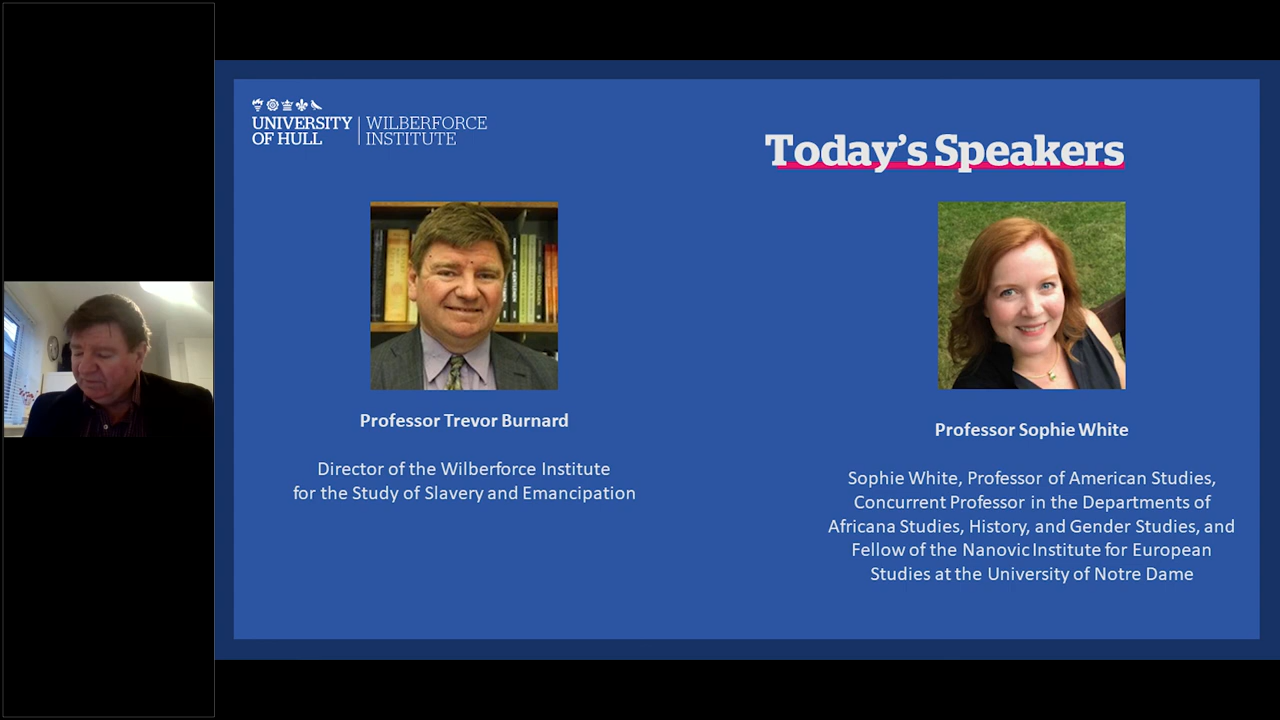 UNIVERSITY
OF HULL
WILBERFORCE
INSTITUTE
Today's Speakers
Professor Trevor Burnard
Director of the Wilberforce Institute
for the Study of Slavery and Emancipation
Professor Sophie White
Sophie White, Professor of American Studies,
Concurrent Professor in the Departments of
Africana Studies, History, and Gender Studies, and
Fellow of the Nanovic Institute for European
Studies at the University of Notre Dame